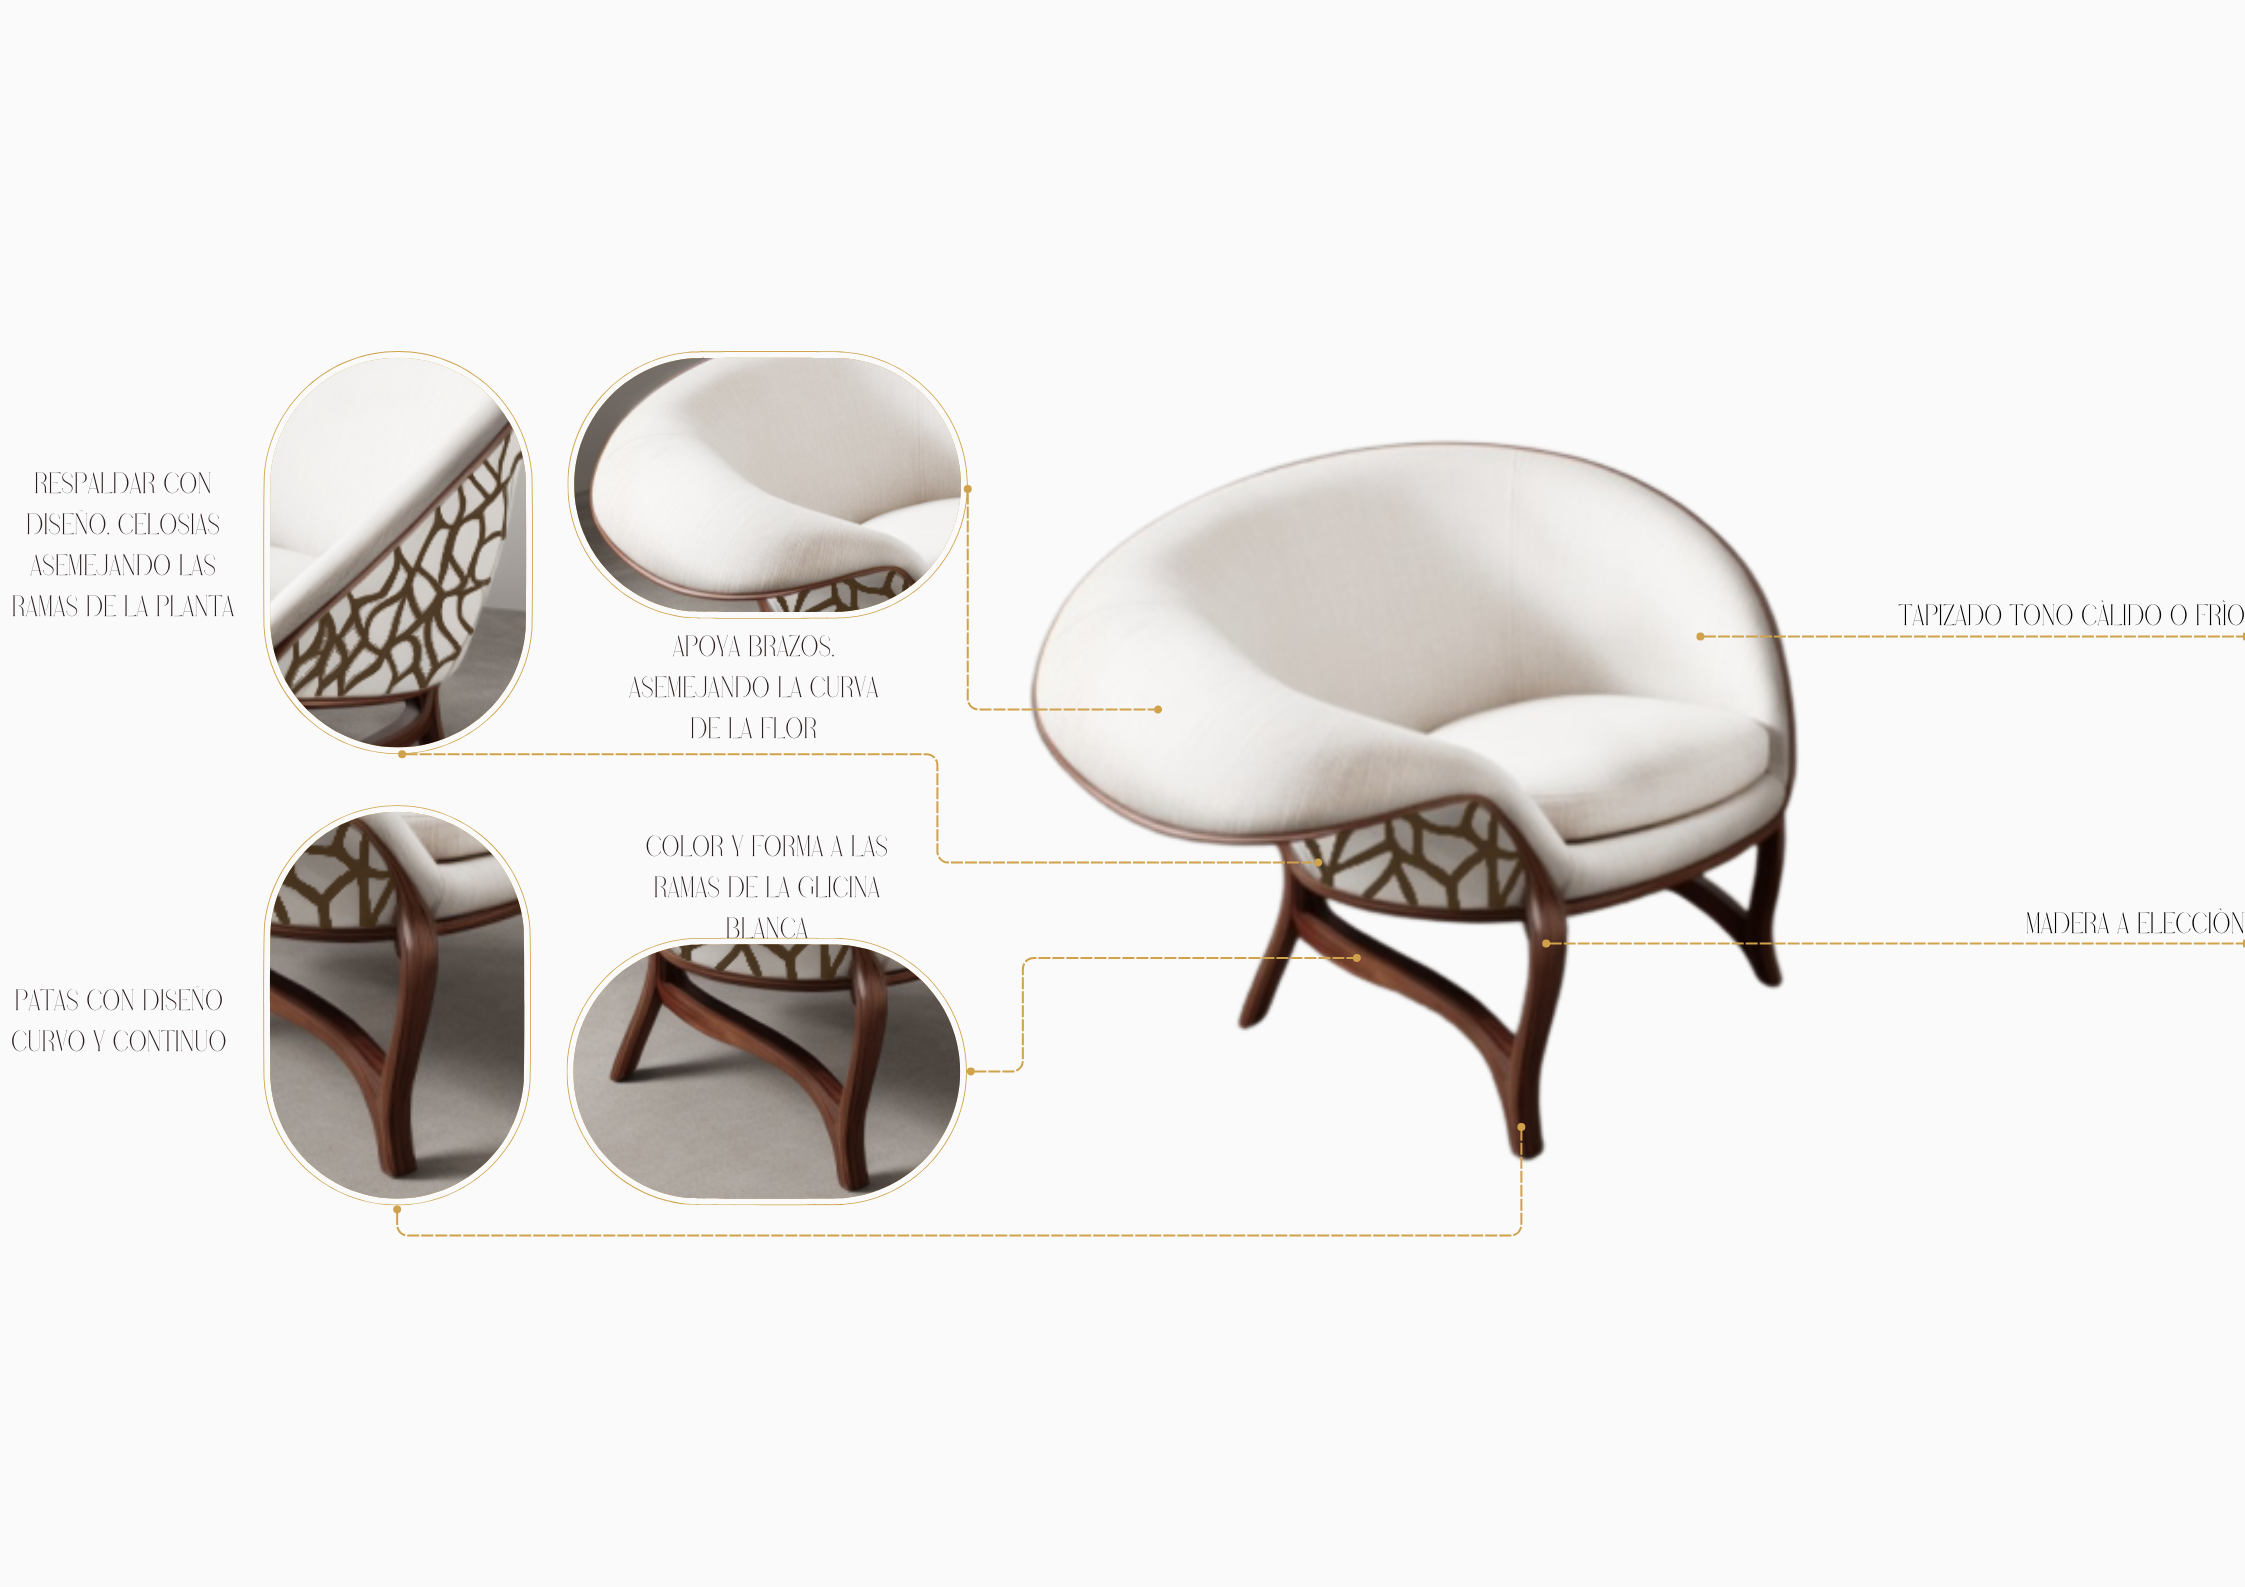 RESPALDAR CON
DISEÑO. CELOSIAS
ASEMEJANDO LAS
RAMAS DE LA PLANTA
APOYA BRAZOS.
ASEMEJANDO LA CURVA
DE LA FLOR
COLOR Y FORMA A LAS
RAMAS DE LA GLICINA
BLANCA
PATAS CON DISEÑO
CURVO Y CONTINUO
TAPIZADO TONO CÀLIDO O FRÌO
MADERA A ELECCIÒN